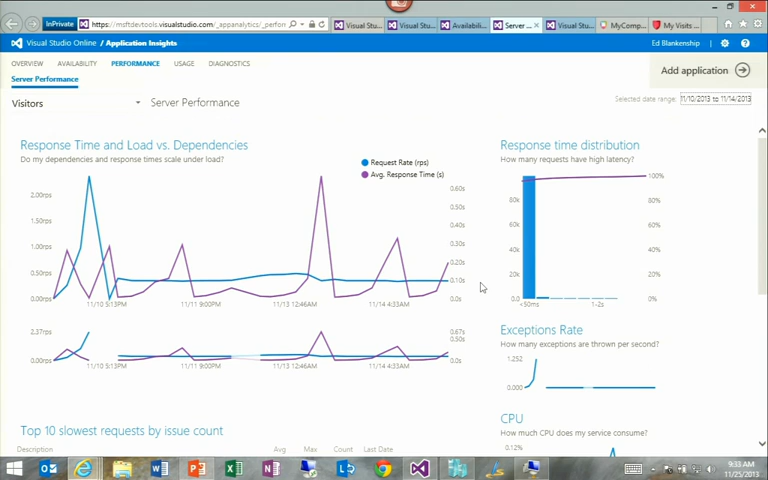 InPrivate
https://msftdevtools.visualstudio.com/_appanalytics/_perfon
Visual Stu
Visual Stu...
Availabili...
Server ...
Visual Stu...
MyComp...
My Visits ...
Visual Studio Online / Application Insights
Ed Blankenship
OVERVIEW AVAILABILITY PERFORMANCE USAGE DIAGNOSTICS
Add application
Server Performance
Selected date range: 11/10/2013 to 11/14/2013
Visitors
Server Performance
Response Time and Load vs. Dependencies
Do my dependencies and response times scale under load?
Request Rate (rps)
Avg. Response Time (s)
2.00rps
1.50rps
1.00rps
0.50rps
0.00rps
0.60s
0.50s
0.40s
0.30s
0.20s
0.10s
0.0s
11/10 5:13PM
11/11 9:00PM
11/13 12:46AM
11/14 4:33AM
2.37rps
0.00rps
0.67s
0.50s
0.0s
11/10 5:13PM
11/11 9:00PM
11/13 12:46AM
11/14 4:33AM
Response time distribution
How many requests have high latency?
80k
60k
40k
20k
0.0
100%
80%
60%
40%
20%
0%
<50ms
1-2s
Exceptions Rate
How many exceptions are thrown per second?
1.252
0.000
CPU
How much CPU does my service consume?
0.12%
Top 10 slowest requests by issue count
Description Avg Max Count Last Date
9:33 AM
11/25/2013